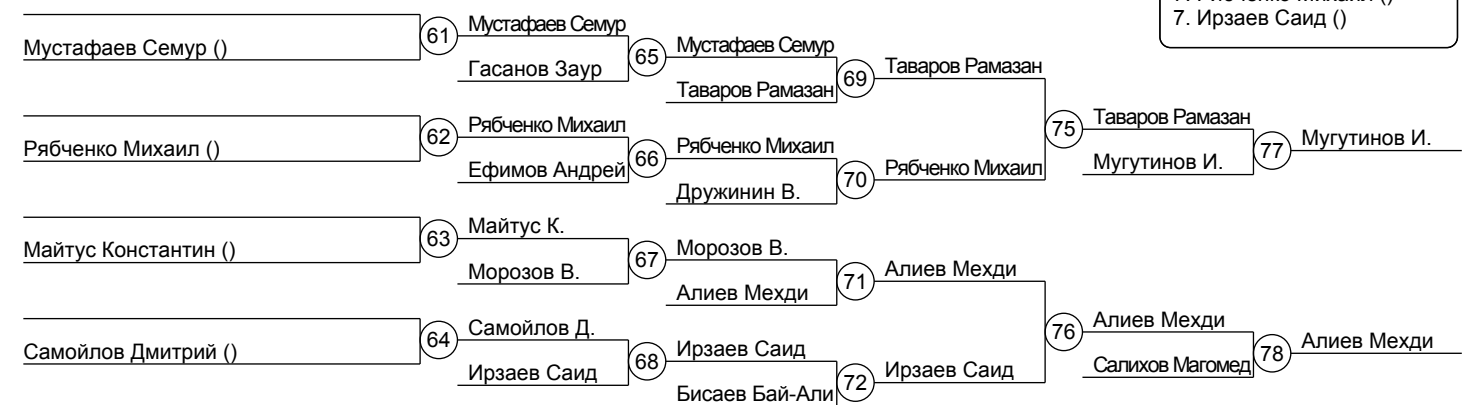 7. Ирзаев Саид ()
Мустафаев Семур ()
61
Мустафаев Семур
Гасанов Заур
65
Мустафаев Семур
Таваров Рамазан
69
Таваров Рамазан
Рябченко Михаил ()
62
Рябченко Михаил
Ефимов Андрей
66
Рябченко Михаил
Дружинин В.
70
Рябченко Михаил
75
Таваров Рамазан
Мугутинов И.
77
Мугутинов И.
Майтус Константин ()
63
Майтус К.
Морозов В.
67
Морозов В.
Алиев Мехди
71
Алиев Мехди
Самойлов Дмитрий ()
64
Самойлов Д.
Ирзаев Саид
68
Ирзаев Саид
Бисаев Бай-Али
72
Ирзаев Саид
76
Алиев Мехди
Салихов Магомед
78
Алиев Мехди